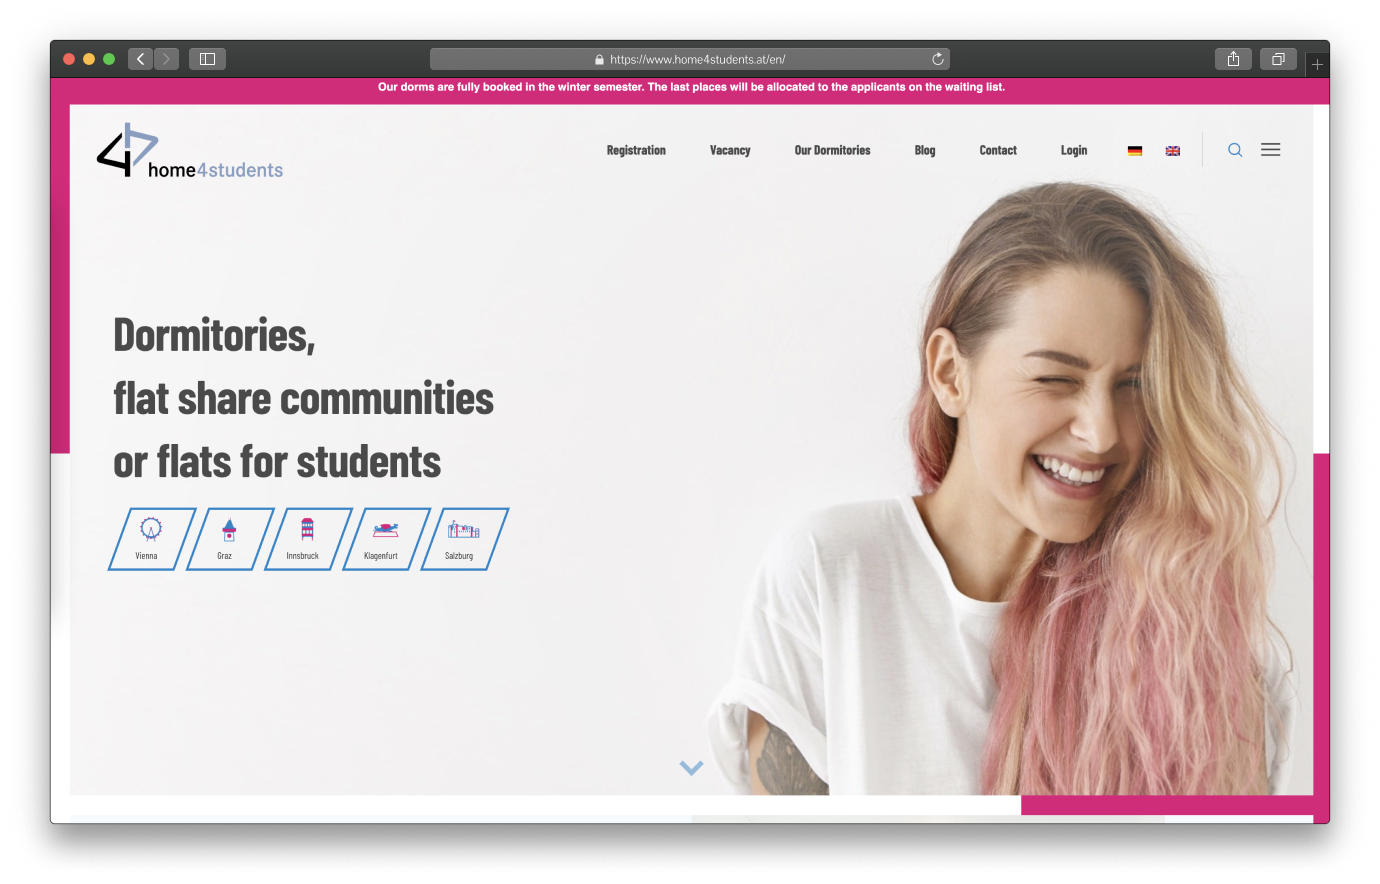 https://www.home4students.at/en/
Our dorms are fully booked in the winter semester. The last places will be allocated to the applicants on the waiting list.
home4students
Registration Vacancy Our Dormitories Blog Contact Login
Dormitories,
flat share communities
or flats for students
Vienna Graz Innsbruck Klagenfurt Salzburg